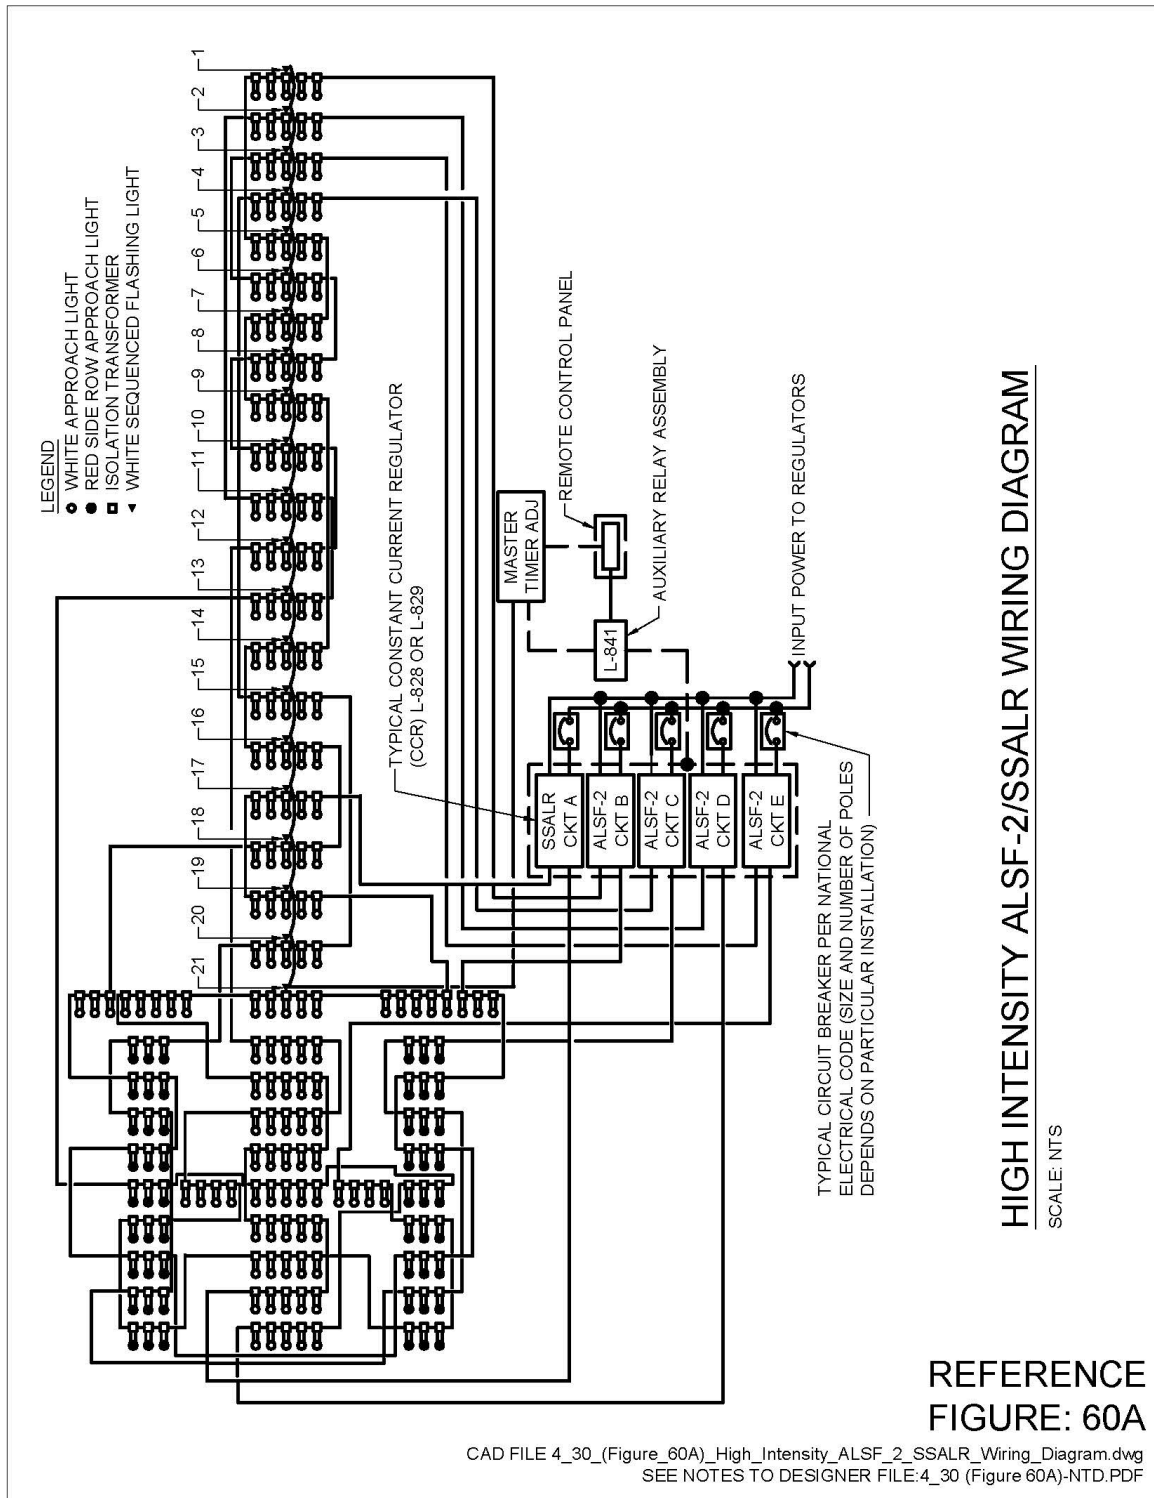 LEGEND
WHITE APPROACH LIGHT
RED SIDE ROW APPROACH LIGHT
ISOLATION TRANSFORMER
WHITE SEQUENCED FLASHING LIGHT
1
2
3
4
5
6
7
8
9
10
11
12
13
14
15
16
17
18
19
20
21
TYPICAL CONSTANT CURRENT REGULATOR
(CCR) L-828 OR L-829
MASTER
TIMER ADJ
REMOTE CONTROL PANEL
L-841
AUXILIARY RELAY ASSEMBLY
INPUT POWER TO REGULATORS
SSALR
CKT A
ALSF-2
CKT B
ALSF-2
CKT C
ALSF-2
CKT D
ALSF-2
CKT E
TYPICAL CIRCUIT BREAKER PER NATIONAL
ELECTRICAL CODE (SIZE AND NUMBER OF POLES
DEPENDS ON PARTICULAR INSTALLATION)
HIGH INTENSITY ALSF-2/SSALR WIRING DIAGRAM
SCALE: NTS
REFERENCE
FIGURE: 60A
CAD FILE 4_30_(Figure_60A)_High_Intensity_ALSF_2_SSALR_Wiring_Diagram.dwg
SEE NOTES TO DESIGNER FILE:4_30 (Figure 60A)-NTD.PDF